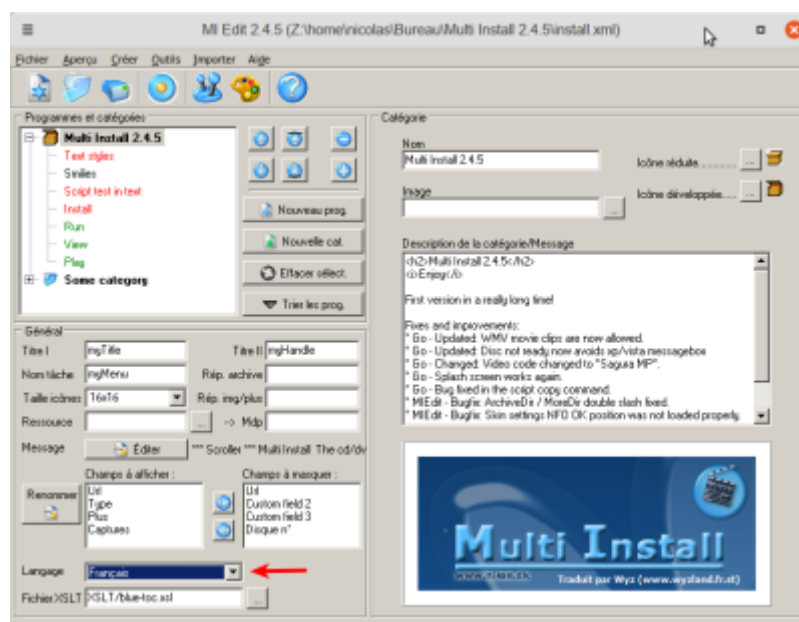 MI Edit 2.4.5 (Z:\home\nicolas\Bureau\Multi Install 2.4.5\install.xml)
Fichier Aperçu Créer Outils Importer Aide
Programmes et catégories
Multi Install 2.4.5
Text styles
Smilies
Script test in text
Install
Run
View
Play
Some category
Nouveau prog.
Nouvelle cat.
Effacer sélect.
Trier les prog.
Général
Titre I myTitle Titre II myHandle
Nom tâche myMenu Rép. archive
Taille icônes 16x16 Rép. img/plus
Ressource ... -> Mdp
Message Éditer *** Scroller *** Multi Install The cd/dv
Renommer
Champs à afficher :
Url
Type
Plus
Captures
Champs à masquer :
Url
Custom field 2
Custom field 3
Disque n°
Langage Français
Fichier XSLT XSLT/blue-toc.xsl ...
Catégorie
Nom
Multi Install 2.4.5
Icône réduite.............. ...
Image
...
Icône développée..... ...
Description de la catégorie/Message
<h2>Multi Install 2.4.5</h2>
<i>Enjoy</i>
First version in a really long time!
Fixes and improvements:
* Go - Updated: WMV movie clips are now allowed.
* Go - Updated: Disc not ready now avoids xp/vista messagebox
* Go - Changed: Video code changed to "Sagura MP".
* Go - Splash screen works again.
* Go - Bug fixed in the script copy command.
* MIEdit - Bugfix: ArchiveDir / MoreDir double slash fixed.
* MIEdit - Bugfix: Skin settings NFO OK position was not loaded properly.
Multi Install
Traduit par Wyz (www.wyzland.fr.st)